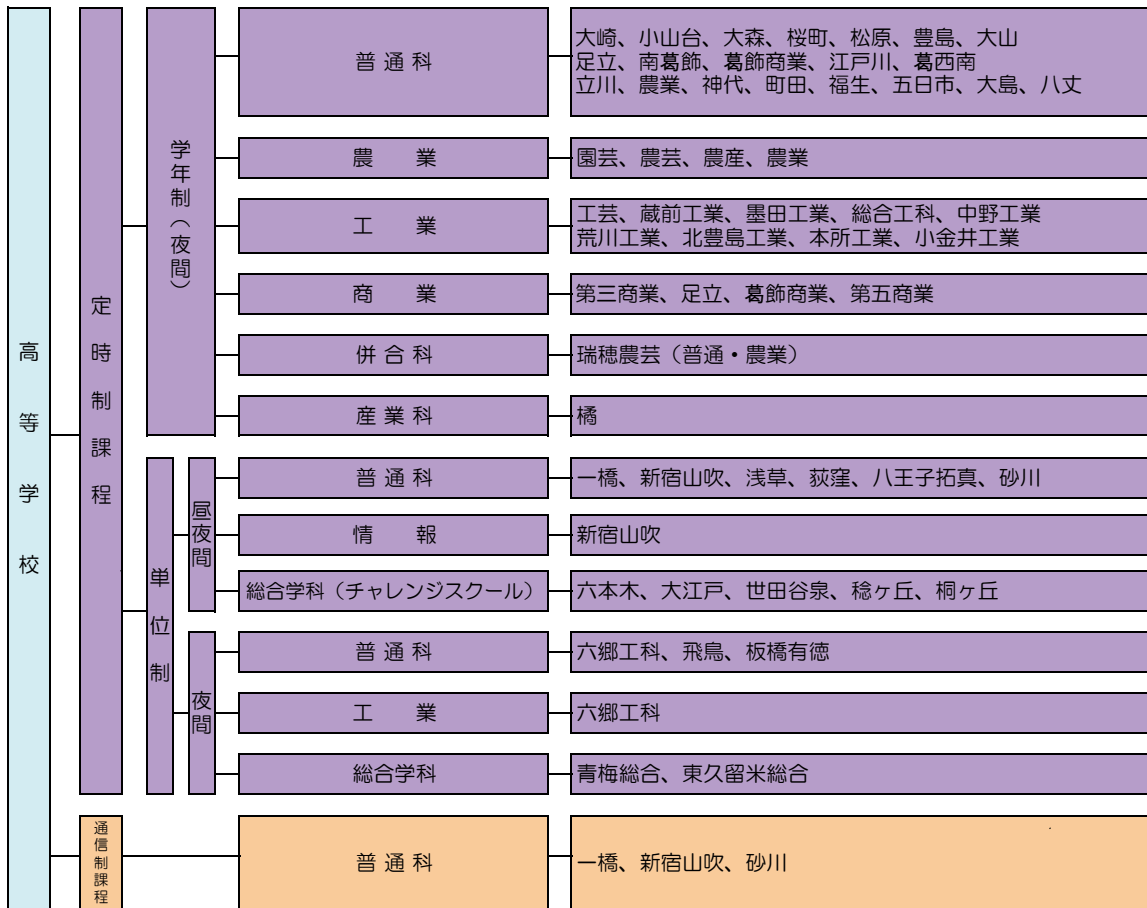 高等学校
定時制課程
学年制（夜間）
普通科
大崎、小山台、大森、桜町、松原、豊島、大山
足立、南葛飾、葛飾商業、江戸川、葛西南
立川、農業、神代、町田、福生、五日市、大島、八丈
農業
園芸、農芸、農産、農業
工業
工芸、蔵前工業、墨田工業、総合工科、中野工業
荒川工業、北豊島工業、本所工業、小金井工業
商業
第三商業、足立、葛飾商業、第五商業
併合科
瑞穂農芸（普通・農業）
産業科
橘
単位制
昼夜間
普通科
一橋、新宿山吹、浅草、荻窪、八王子拓真、砂川
情報
新宿山吹
総合学科（チャレンジスクール）
六本木、大江戸、世田谷泉、稔ヶ丘、桐ヶ丘
夜間
普通科
六郷工科、飛鳥、板橋有徳
工業
六郷工科
総合学科
青梅総合、東久留米総合
通信制課程
普通科
一橋、新宿山吹、砂川